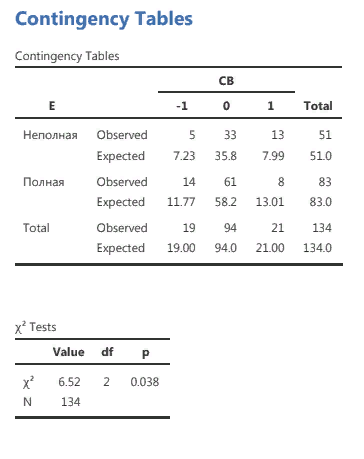 Contingency Tables
Contingency Tables
CB
E -1 0 1 Total
Неполная Observed 5 33 13 51
Expected 7.23 35.8 7.99 51.0
Полная Observed 14 61 8 83
Expected 11.77 58.2 13.01 83.0
Total Observed 19 94 21 134
Expected 19.00 94.0 21.00 134.0
χ² Tests
Value df p
χ² 6.52 2 0.038
N 134